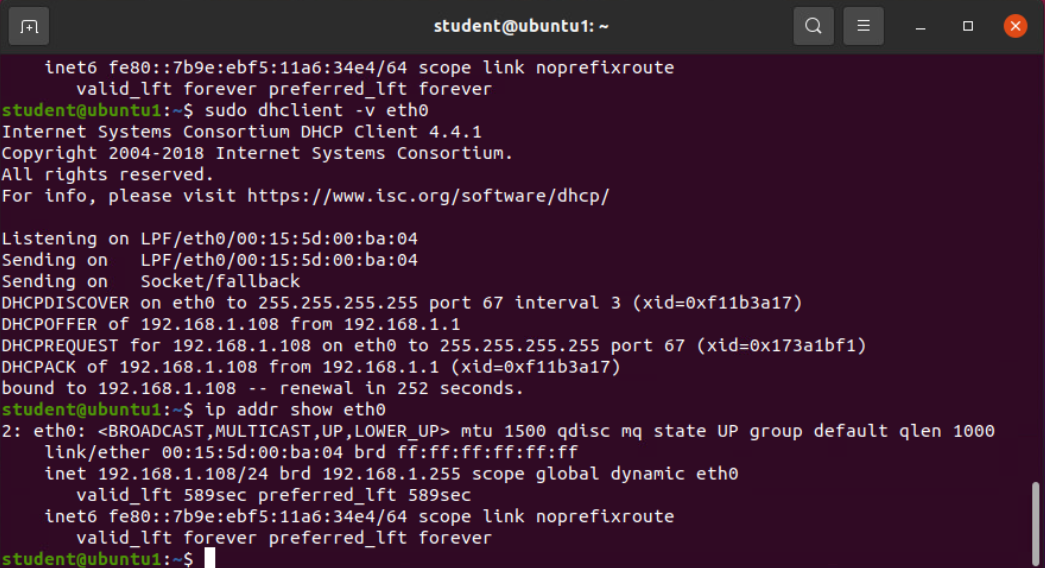 student@ubuntu1: ~
    inet6 fe80::7b9e:ebf5:11a6:34e4/64 scope link noprefixroute
       valid_lft forever preferred_lft forever
student@ubuntu1:~$ sudo dhclient -v eth0
Internet Systems Consortium DHCP Client 4.4.1
Copyright 2004-2018 Internet Systems Consortium.
All rights reserved.
For info, please visit https://www.isc.org/software/dhcp/

Listening on LPF/eth0/00:15:5d:00:ba:04
Sending on   LPF/eth0/00:15:5d:00:ba:04
Sending on   Socket/fallback
DHCPDISCOVER on eth0 to 255.255.255.255 port 67 interval 3 (xid=0xf11b3a17)
DHCPOFFER of 192.168.1.108 from 192.168.1.1
DHCPREQUEST for 192.168.1.108 on eth0 to 255.255.255.255 port 67 (xid=0x173a1bf1)
DHCPACK of 192.168.1.108 from 192.168.1.1 (xid=0xf11b3a17)
bound to 192.168.1.108 -- renewal in 252 seconds.
student@ubuntu1:~$ ip addr show eth0
2: eth0: <BROADCAST,MULTICAST,UP,LOWER_UP> mtu 1500 qdisc mq state UP group default qlen 1000
    link/ether 00:15:5d:00:ba:04 brd ff:ff:ff:ff:ff:ff
    inet 192.168.1.108/24 brd 192.168.1.255 scope global dynamic eth0
       valid_lft 589sec preferred_lft 589sec
    inet6 fe80::7b9e:ebf5:11a6:34e4/64 scope link noprefixroute
       valid_lft forever preferred_lft forever
student@ubuntu1:~$